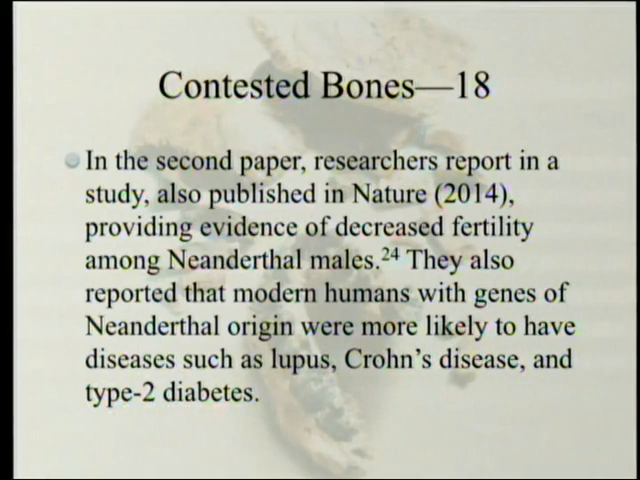 Contested Bones—18
In the second paper, researchers report in a
study, also published in Nature (2014),
providing evidence of decreased fertility
among Neanderthal males.24 They also
reported that modern humans with genes of
Neanderthal origin were more likely to have
diseases such as lupus, Crohn’s disease, and
type-2 diabetes.